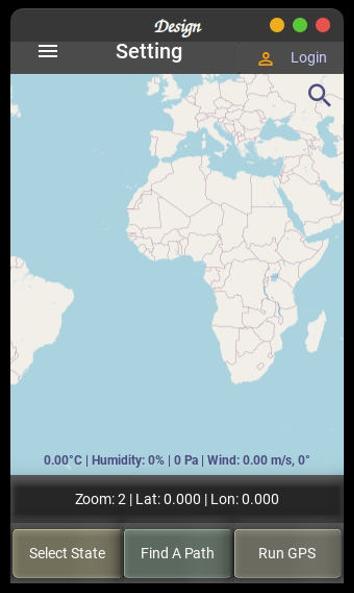 Design
Setting
Login
0.00°C | Humidity: 0% | 0 Pa | Wind: 0.00 m/s, 0°
Zoom: 2 | Lat: 0.000 | Lon: 0.000
Select State
Find A Path
Run GPS